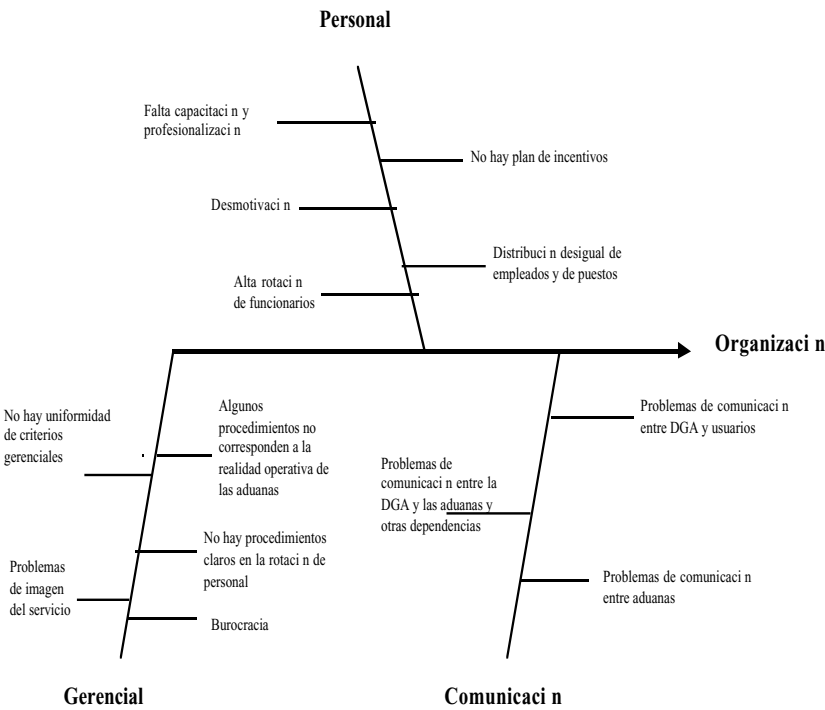 Personal
Falta capacitaci n y
profesionalizaci n
No hay plan de incentivos
Desmotivaci n
Distribuci n desigual de
empleados y de puestos
Alta rotaci n
de funcionarios
Organizaci n
No hay uniformidad
de criterios
gerenciales
Algunos
procedimientos no
corresponden a la
realidad operativa de
las aduanas
No hay procedimientos
claros en la rotaci n de
personal
Problemas
de imagen
del servicio
Burocracia
Gerencial
Problemas de comunicaci n
entre DGA y usuarios
Problemas de
comunicaci n entre la
DGA y las aduanas y
otras dependencias
Problemas de comunicaci n
entre aduanas
Comunicaci n